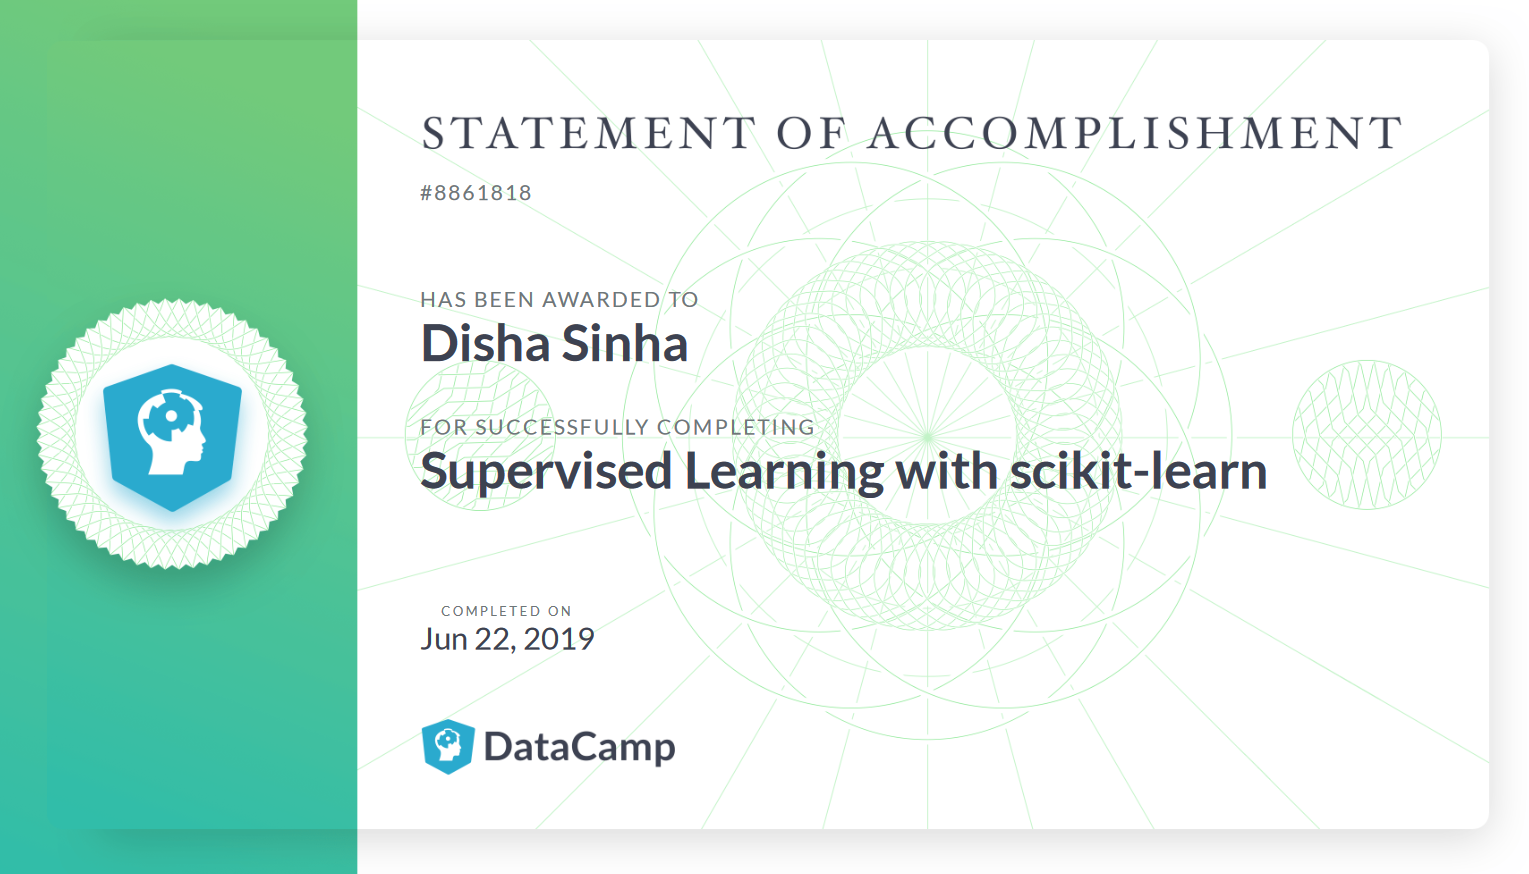 STATEMENT OF ACCOMPLISHMENT
#8861818
HAS BEEN AWARDED TO
Disha Sinha
FOR SUCCESSFULLY COMPLETING
Supervised Learning with scikit-learn
COMPLETED ON
Jun 22, 2019
DataCamp